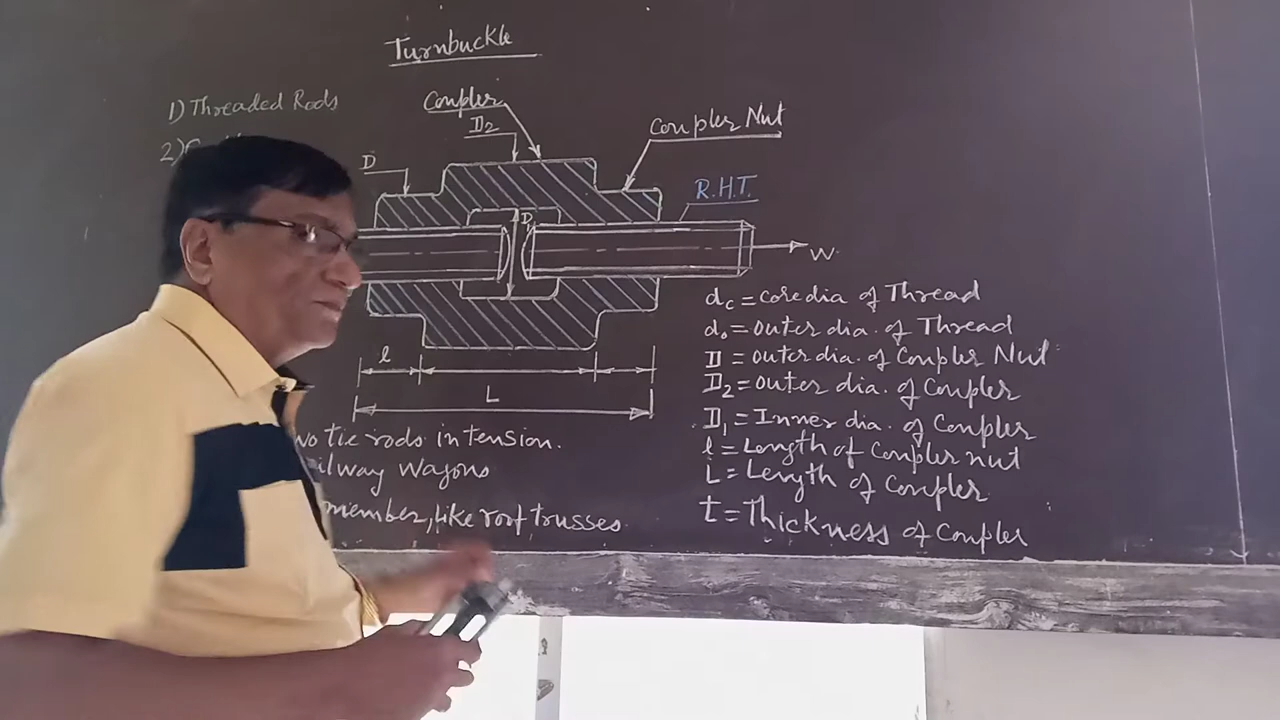 Turnbuckle
1) Threaded Rods
2)
Coupler
D2
Coupler Nut
D
R.H.T.
D
W
l
L
two tie rods in tension.
ilway wagons
member, like roof trusses
dc = core dia of Thread
do = outer dia. of Thread
D = outer dia. of Coupler Nut
D2 = outer dia. of Coupler
D1 = Inner dia. of Coupler
l = Length of Coupler nut
L = Length of Coupler
t = Thickness of Coupler